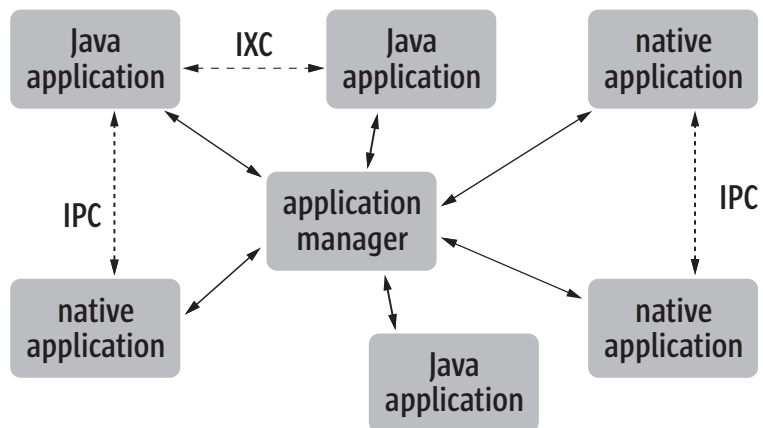 Java
application
IXC
Java
application
native
application
IPC
application
manager
IPC
native
application
native
application
Java
application